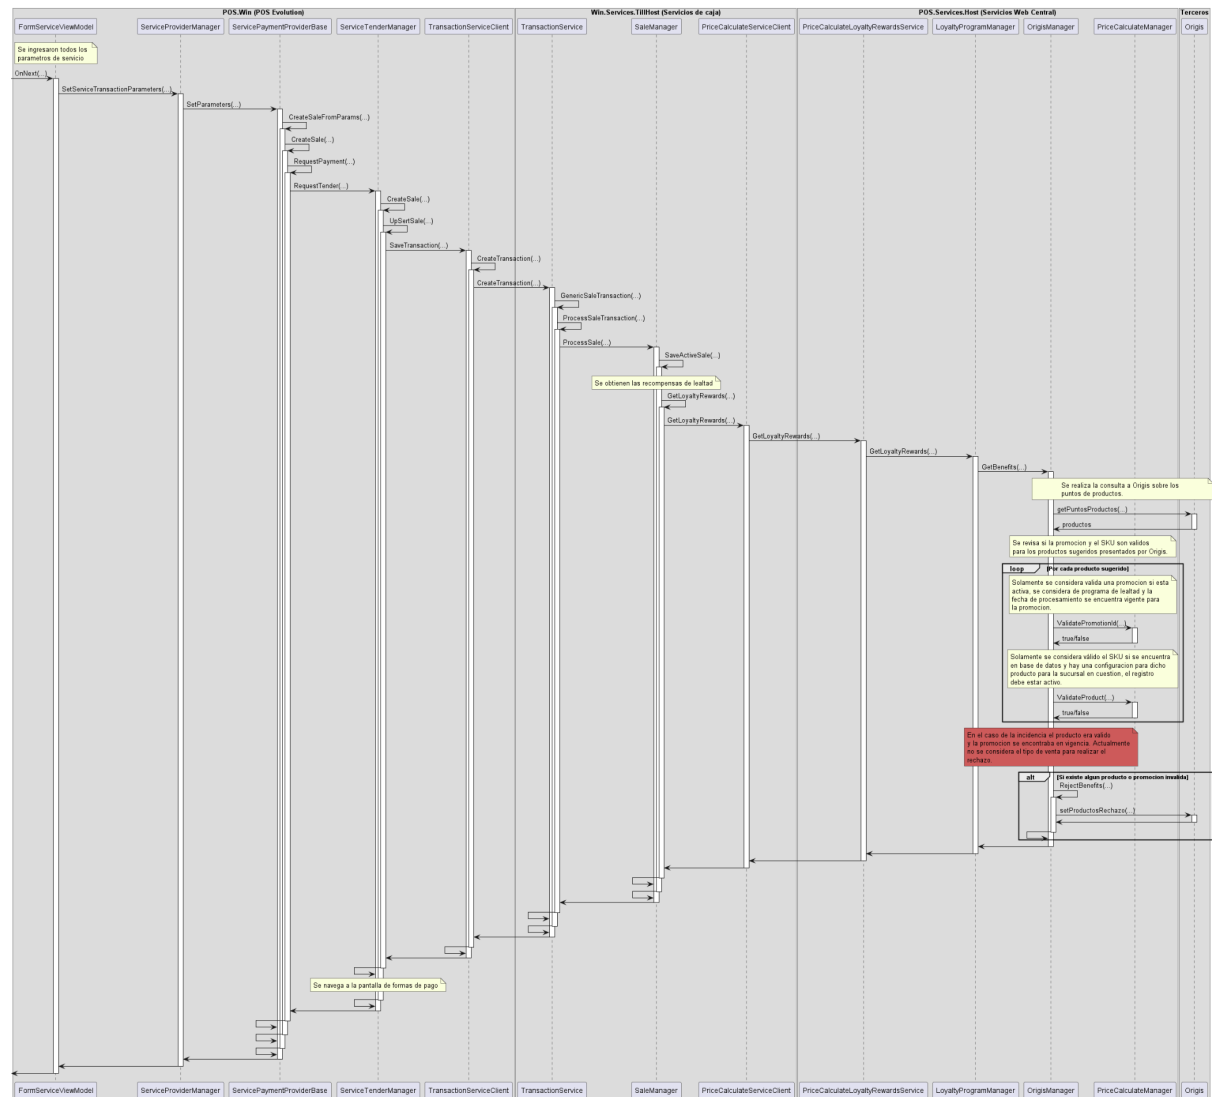 POS.Win (POS Evolution)
Win.Services.TillHost (Servicios de caja)
POS.Services.Host (Servicios Web Central)
Terceros
FormServiceViewModel
ServiceProviderManager
ServicePaymentProviderBase
ServiceTenderManager
TransactionServiceClient
TransactionService
SaleManager
PriceCalculateServiceClient
PriceCalculateLoyaltyRewardsService
LoyaltyProgramManager
OrigisManager
PriceCalculateManager
Origis
Se ingresaron todos los
parametros de servicio
OnNext(...)
SetServiceTransactionParameters(...)
SetParameters(...)
CreateSaleFromParams(...)
CreateSale(...)
RequestPayment(...)
RequestTender(...)
CreateSale(...)
UpSertSale(...)
SaveTransaction(...)
CreateTransaction(...)
CreateTransaction(...)
GenericSaleTransaction(...)
ProcessSaleTransaction(...)
ProcessSale(...)
SaveActiveSale(...)
Se obtienen las recompensas de lealtad
GetLoyaltyRewards(...)
GetLoyaltyRewards(...)
GetLoyaltyRewards(...)
GetLoyaltyRewards(...)
GetBenefits(...)
Se realiza la consulta a Origis sobre los
puntos de productos.
getPuntosProductos(...)
productos
Se revisa si la promocion y el SKU son validos
para los productos sugeridos presentados por Origis.
loop
[Por cada producto sugerido]
Solamente se considera valida una promocion si esta
activa, se considera de programa de lealtad y la
fecha de procesamiento se encuentra vigente para
la promocion.
ValidatePromotionId(...)
true/false
Solamente se considera válido el SKU si se encuentra
en base de datos y hay una configuracion para dicho
producto para la sucursal en cuestion, el registro
debe estar activo.
ValidateProduct(...)
true/false
En el caso de la incidencia el producto era valido
y la promocion se encontraba en vigencia. Actualmente
no se considera el tipo de venta para realizar el
rechazo.
alt
[Si existe algun producto o promocion invalida]
RejectBenefits(...)
setProductosRechazo(...)
Se navega a la pantalla de formas de pago
FormServiceViewModel
ServiceProviderManager
ServicePaymentProviderBase
ServiceTenderManager
TransactionServiceClient
TransactionService
SaleManager
PriceCalculateServiceClient
PriceCalculateLoyaltyRewardsService
LoyaltyProgramManager
OrigisManager
PriceCalculateManager
Origis